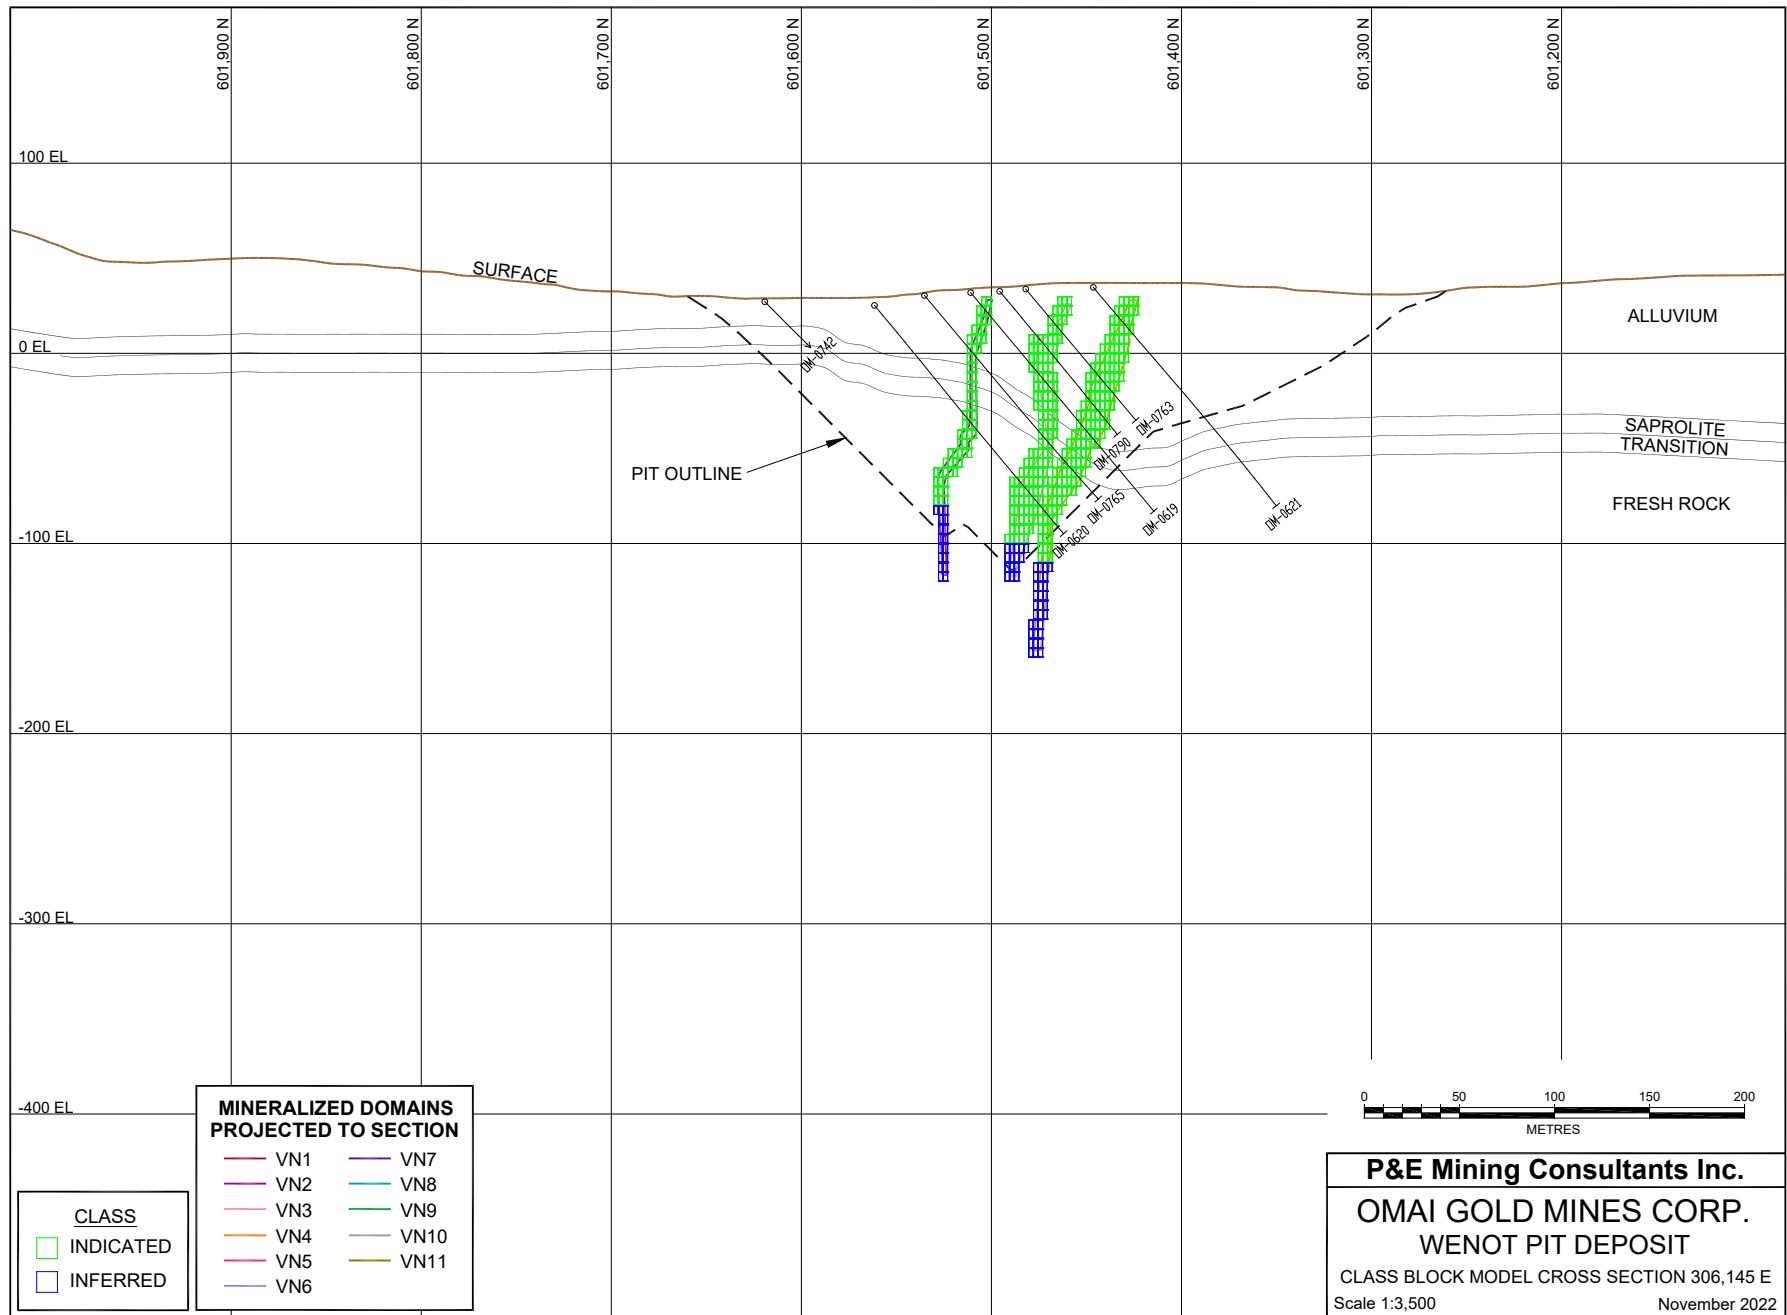 601,900 N
601,800 N
601,700 N
601,600 N
601,500 N
601,400 N
601,300 N
601,200 N
100 EL
SURFACE
ALLUVIUM
0 EL
DM-0742
DM-0763
SAPROLITE
TRANSITION
DM-0790
PIT OUTLINE
DM-0765
DM-0619
DM-0621
FRESH ROCK
-100 EL
DM-0620
-200 EL
-300 EL
-400 EL
MINERALIZED DOMAINS
PROJECTED TO SECTION
VN1
VN2
VN3
VN4
VN5
VN6
VN7
VN8
VN9
VN10
VN11
CLASS
INDICATED
INFERRED
0 50 100 150 200
METRES
P&E Mining Consultants Inc.
OMAI GOLD MINES CORP.
WENOT PIT DEPOSIT
CLASS BLOCK MODEL CROSS SECTION 306,145 E
Scale 1:3,500 November 2022